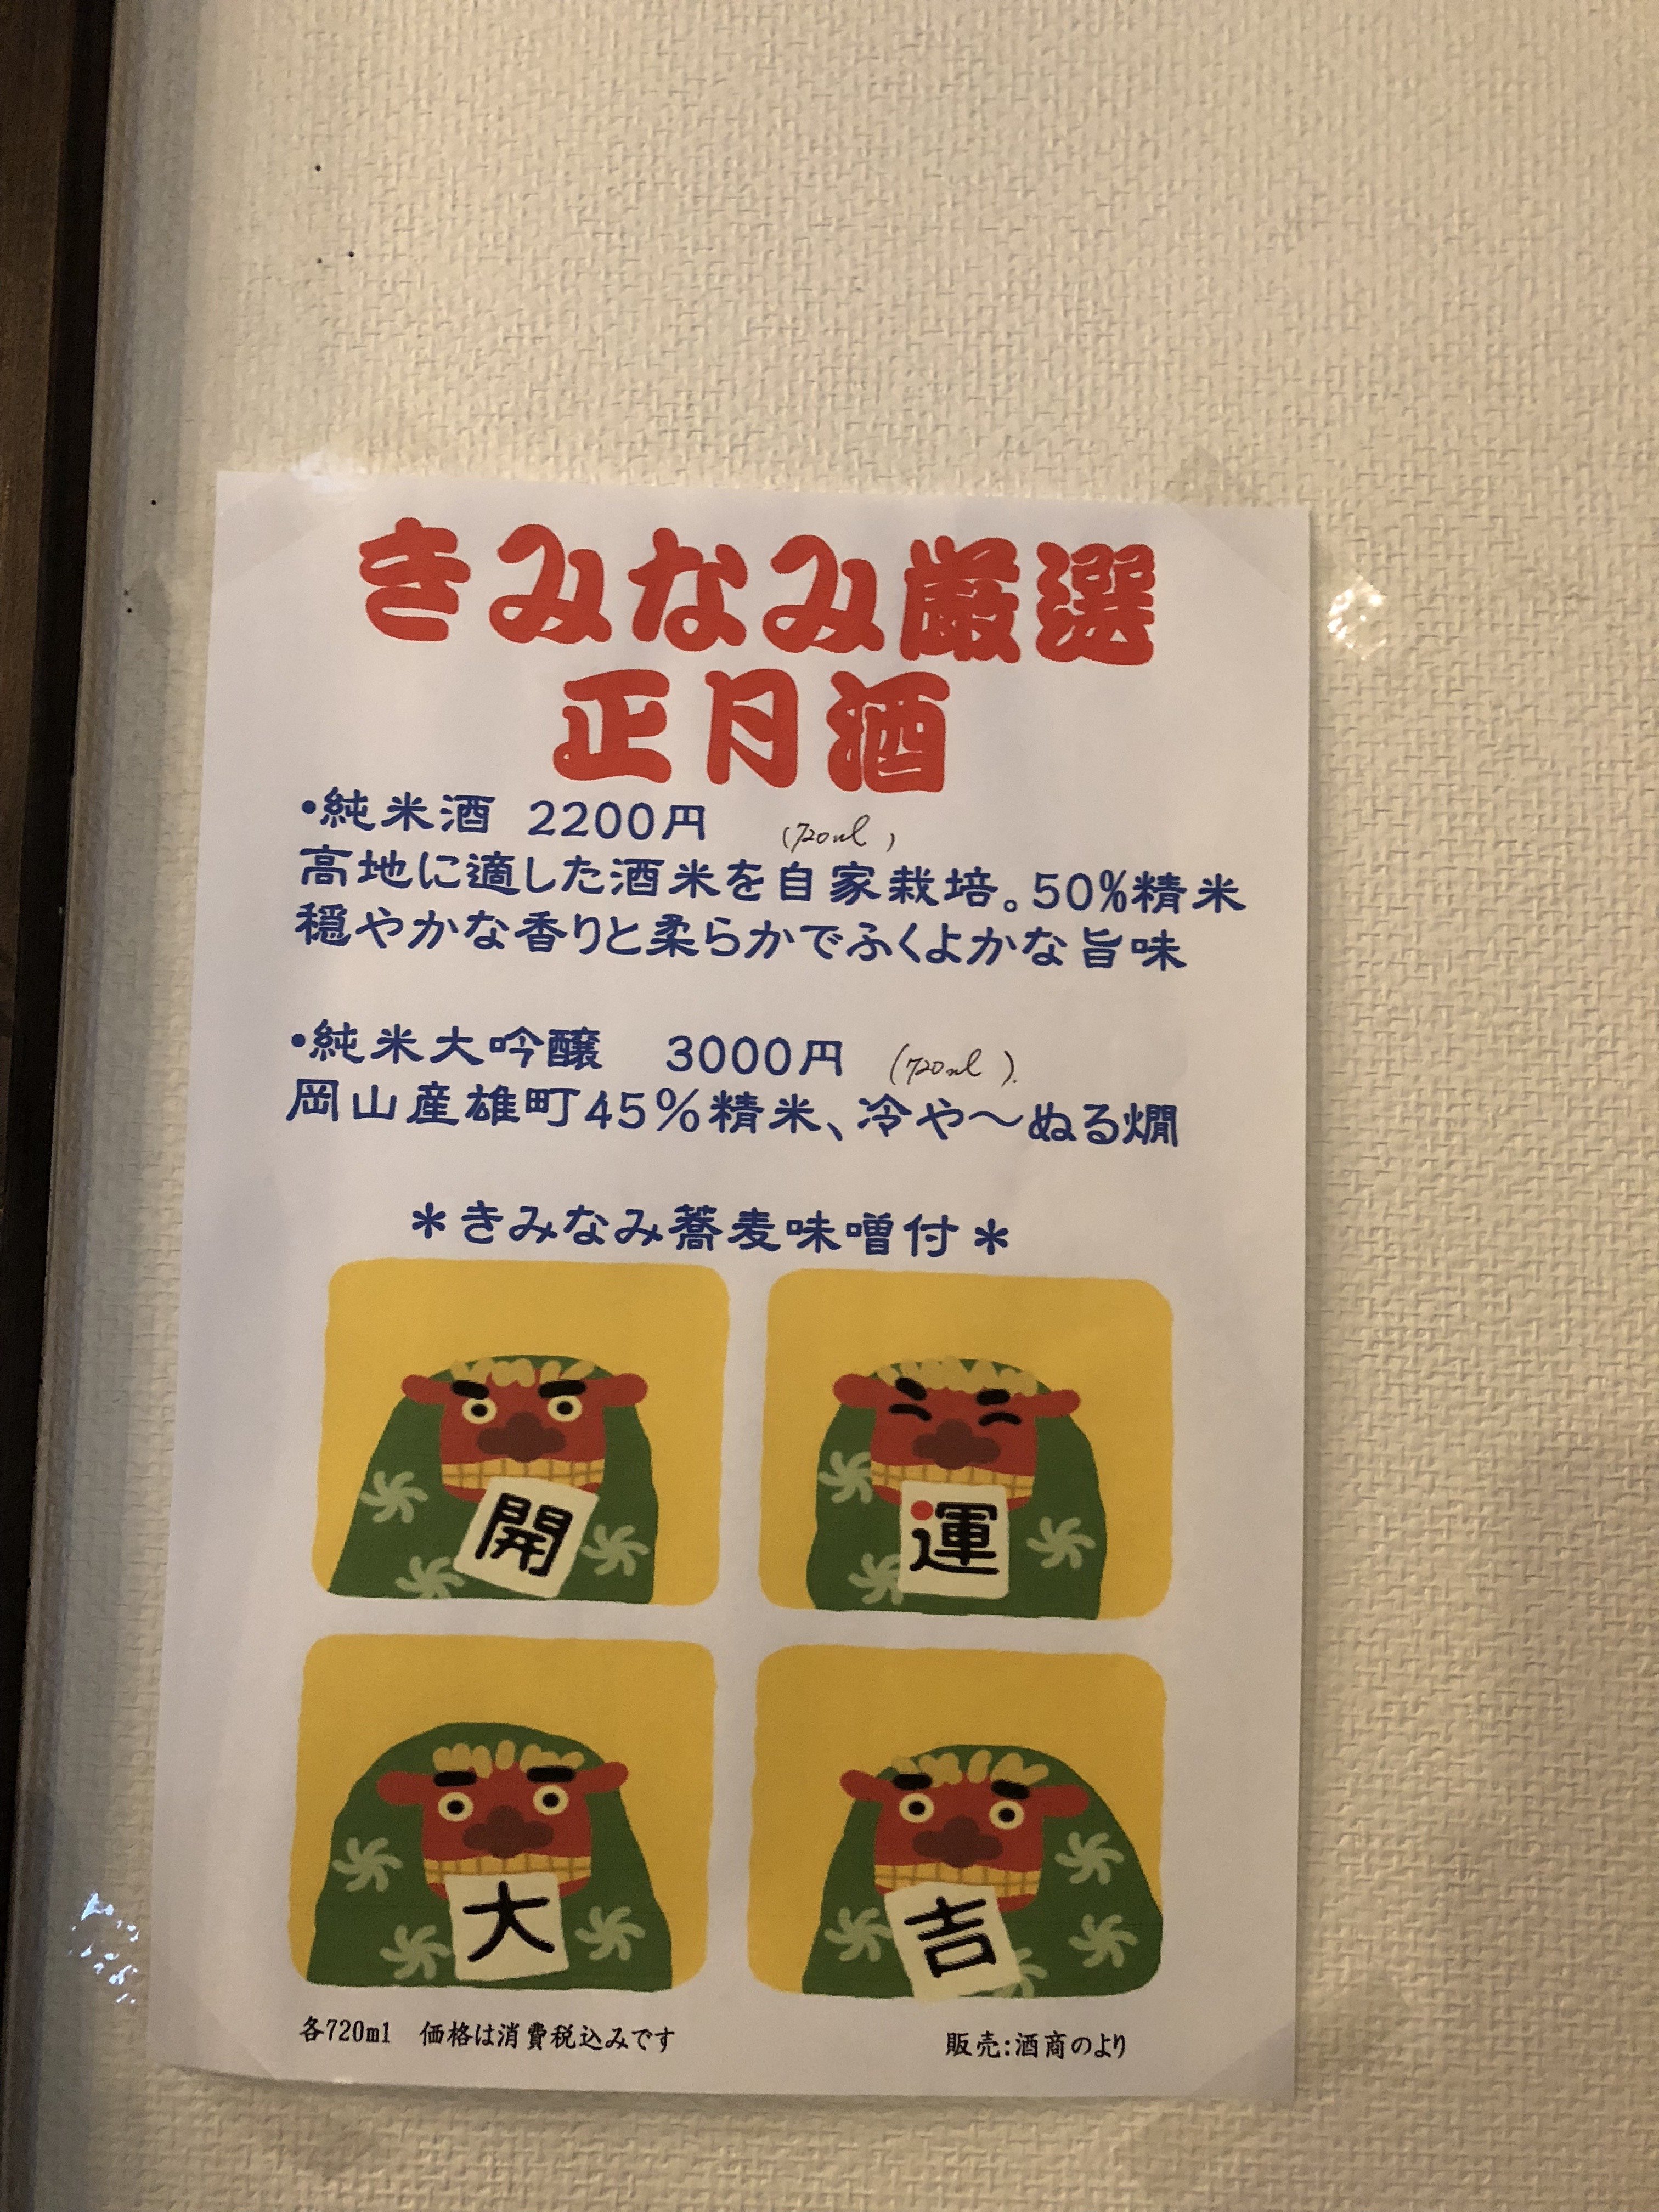 きみなみ厳選
正月酒
•純米酒 2200円 (720ml)
高地に適した酒米を自家栽培。50%精米
穏やかな香りと柔らかでふくよかな旨味
•純米大吟醸 3000円 (720ml).
岡山産雄町45%精米、冷や〜ぬる燗
＊きみなみ蕎麦味噌付＊
開 運
大 吉
各720ml 価格は消費税込みです 販売:酒商のより